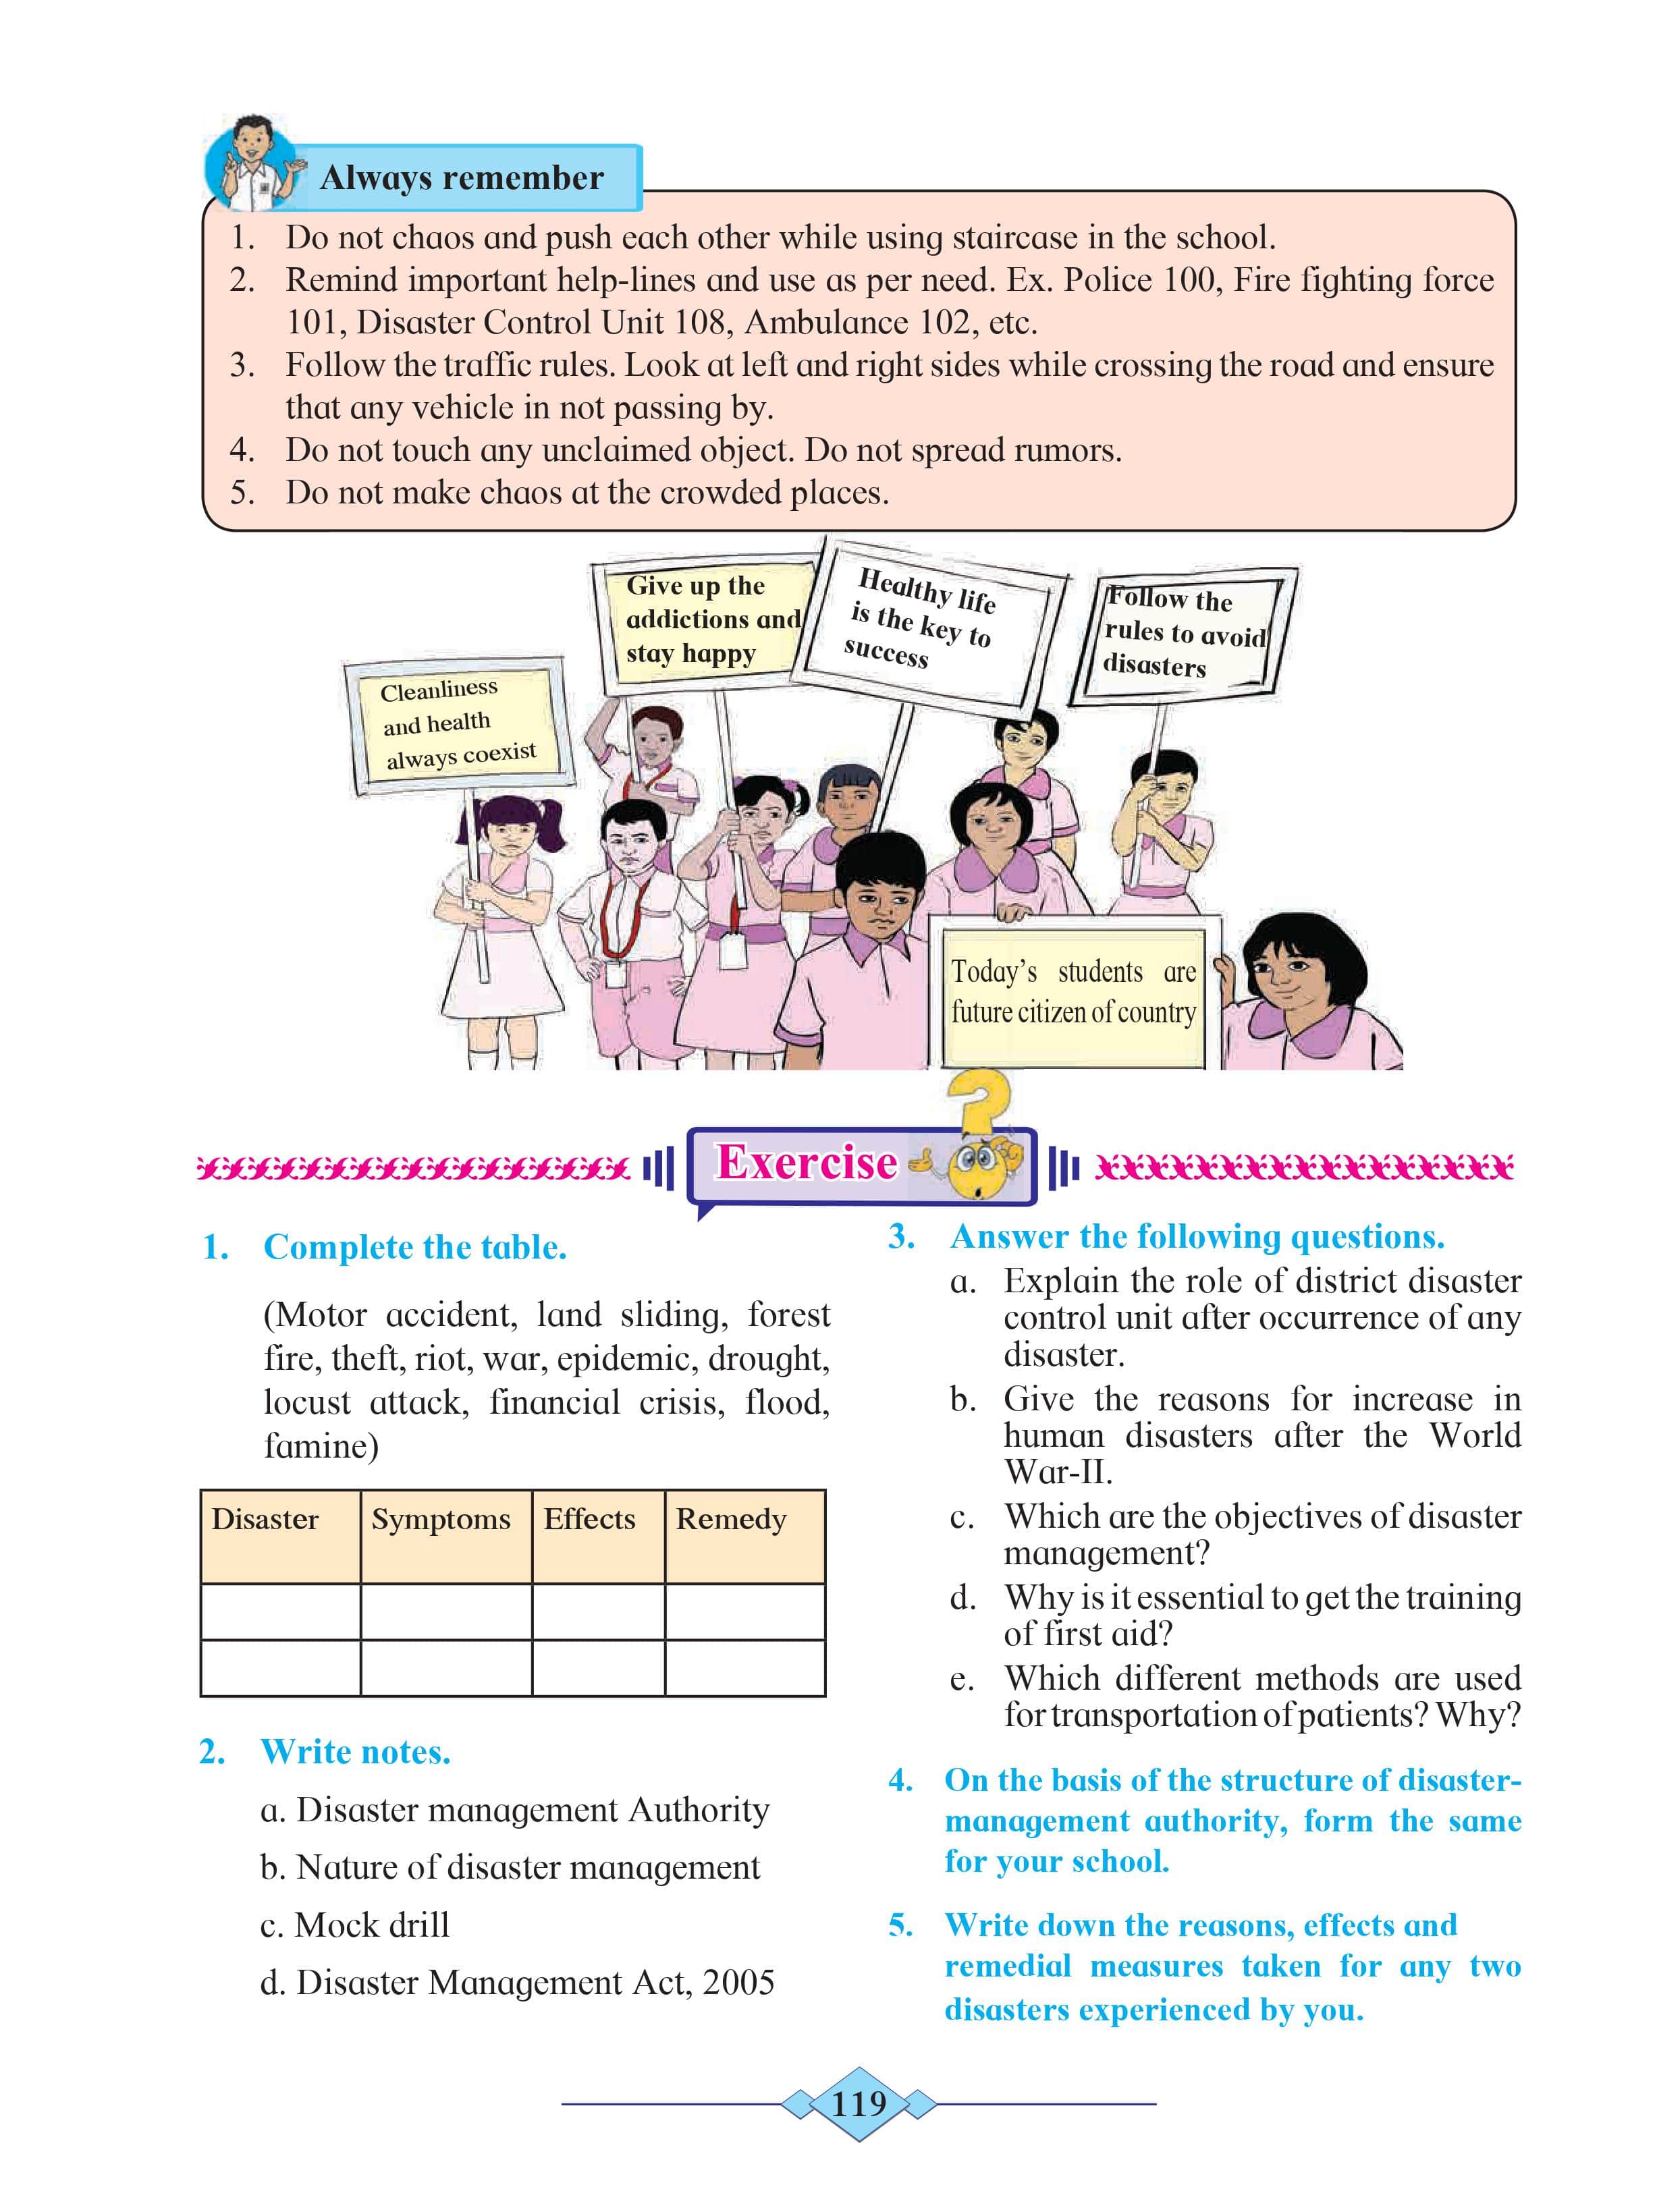 Always remember
1. Do not chaos and push each other while using staircase in the school.
2. Remind important help-lines and use as per need. Ex. Police 100, Fire fighting force
101, Disaster Control Unit 108, Ambulance 102, etc.
3. Follow the traffic rules. Look at left and right sides while crossing the road and ensure
that any vehicle in not passing by.
4. Do not touch any unclaimed object. Do not spread rumors.
5. Do not make chaos at the crowded places.
Give up the
addictions and
stay happy
Healthy life
is the key to
success
Follow the
rules to avoid
disasters
Cleanliness
and health
always coexist
Today's students are
future citizen of country
Exercise
1. Complete the table.
(Motor accident, land sliding, forest
fire, theft, riot, war, epidemic, drought,
locust attack, financial crisis, flood,
famine)
Disaster Symptoms Effects Remedy
2. Write notes.
a. Disaster management Authority
b. Nature of disaster management
c. Mock drill
d. Disaster Management Act, 2005
3. Answer the following questions.
a. Explain the role of district disaster
control unit after occurrence of any
disaster.
b. Give the reasons for increase in
human disasters after the World
War-II.
c. Which are the objectives of disaster
management?
d. Why is it essential to get the training
of first aid?
e. Which different methods are used
for transportation of patients? Why?
4. On the basis of the structure of disaster-
management authority, form the same
for your school.
5. Write down the reasons, effects and
remedial measures taken for any two
disasters experienced by you.
119